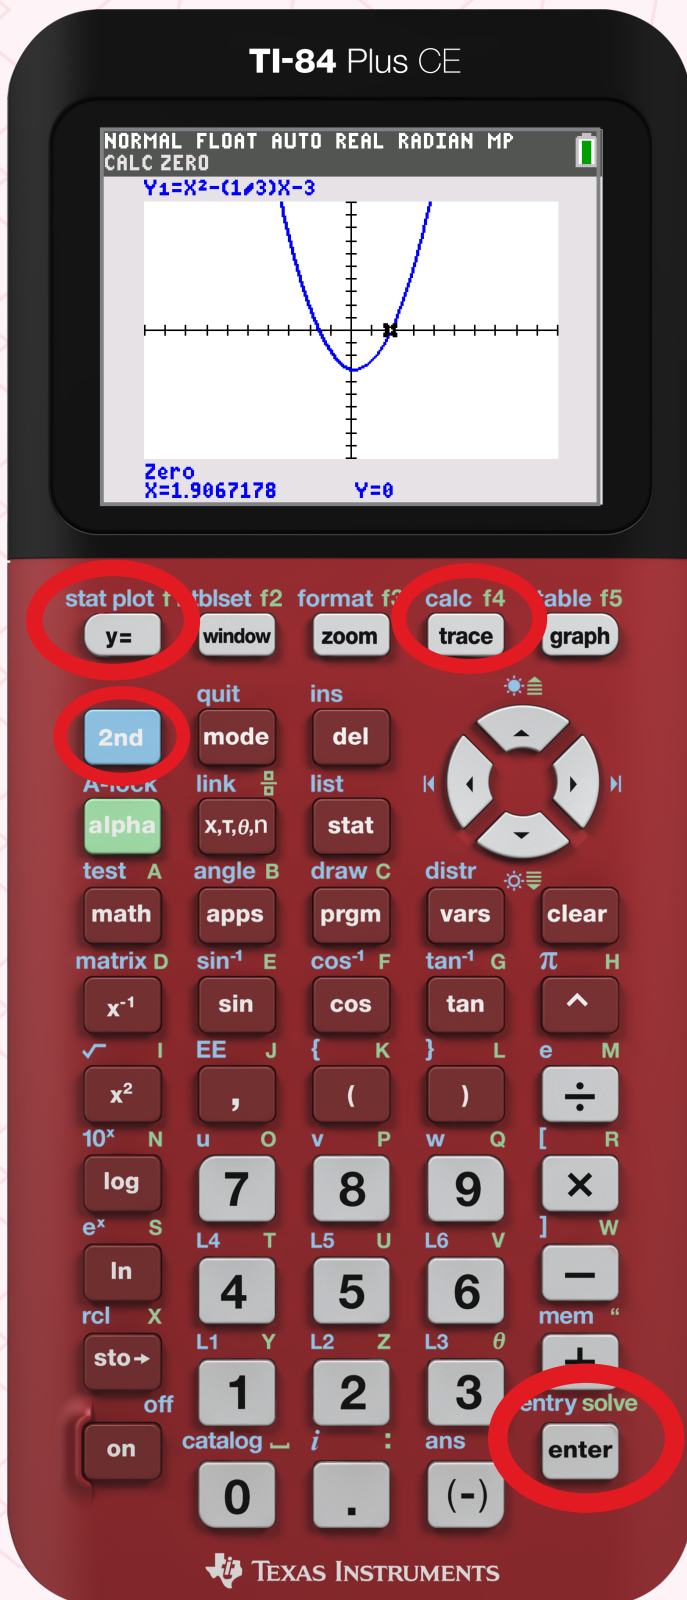 TI-84 Plus CE
NORMAL FLOAT AUTO REAL RADIAN MP
CALC ZERO
Y1=X²-(1/3)X-3
Zero
X=1.9067178 Y=0
stat plot f1 tblset f2 format f3 calc f4 table f5
y= window zoom trace graph
quit ins
2nd mode del
A-lock link list
alpha X,T,θ,n stat
test A angle B draw C distr
math apps prgm vars clear
matrix D sin⁻¹ E cos⁻¹ F tan⁻¹ G π H
x⁻¹ sin cos tan ^
√ I EE J { K } L e M
x² , ( ) ÷
10ˣ N u O v P w Q [ R
log 7 8 9 ×
eˣ S L4 T L5 U L6 V ] W
ln 4 5 6 −
rcl X L1 Y L2 Z L3 θ mem “
sto→ 1 2 3 +
off catalog ⎵ i : ans entry solve
on 0 . (-) enter
TEXAS INSTRUMENTS